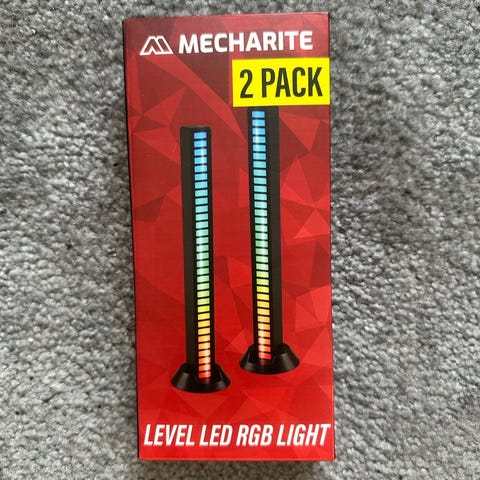 MECHARITE
2 PACK
LEVEL LED RGB LIGHT